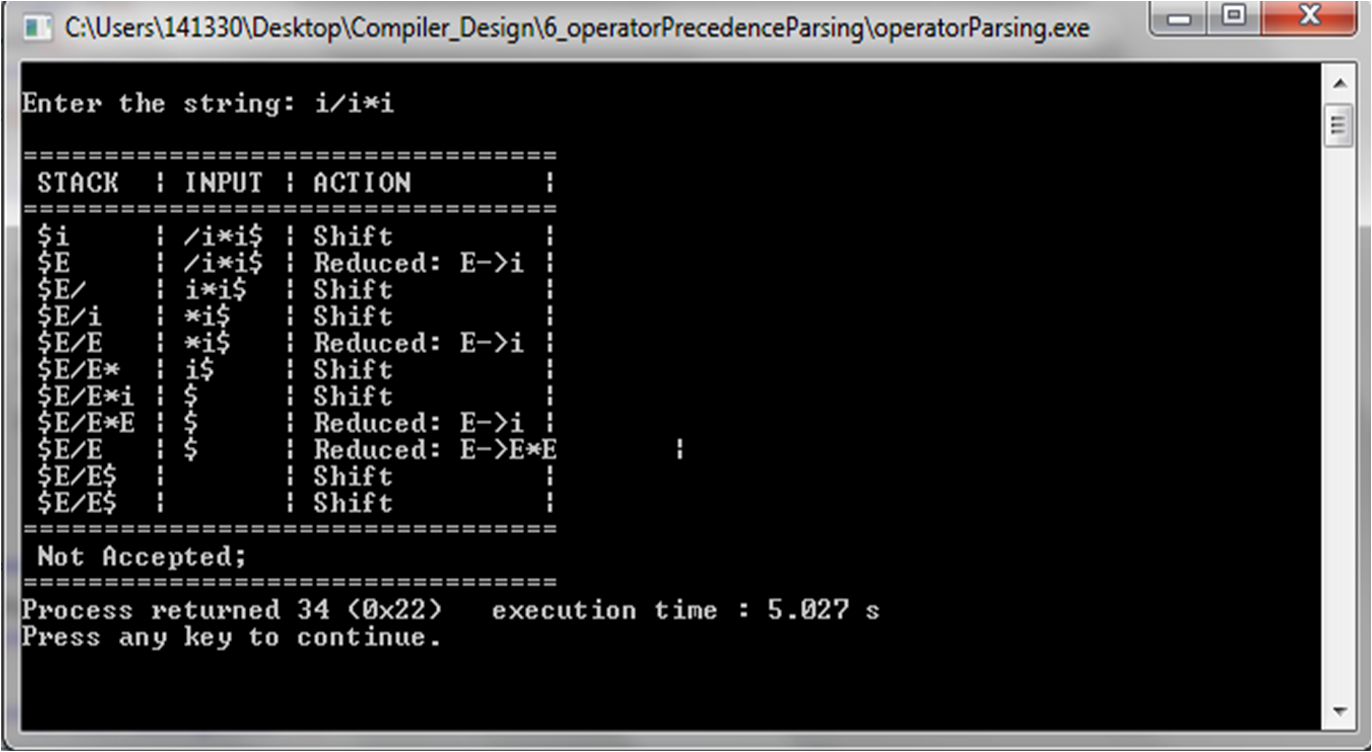 C:\Users\141330\Desktop\Compiler_Design\6_operatorPrecedenceParsing\operatorParsing.exe
Enter the string: i/i*i
==================================
STACK ¦ INPUT ¦ ACTION ¦
==================================
$i ¦ /i*i$ ¦ Shift ¦
$E ¦ /i*i$ ¦ Reduced: E->i ¦
$E/ ¦ i*i$ ¦ Shift ¦
$E/i ¦ *i$ ¦ Shift ¦
$E/E ¦ *i$ ¦ Reduced: E->i ¦
$E/E* ¦ i$ ¦ Shift ¦
$E/E*i ¦ $ ¦ Shift ¦
$E/E*E ¦ $ ¦ Reduced: E->i ¦
$E/E ¦ $ ¦ Reduced: E->E*E ¦
$E/E$ ¦ ¦ Shift ¦
$E/E$ ¦ ¦ Shift ¦
==================================
Not Accepted;
==================================
Process returned 34 (0x22) execution time : 5.027 s
Press any key to continue.